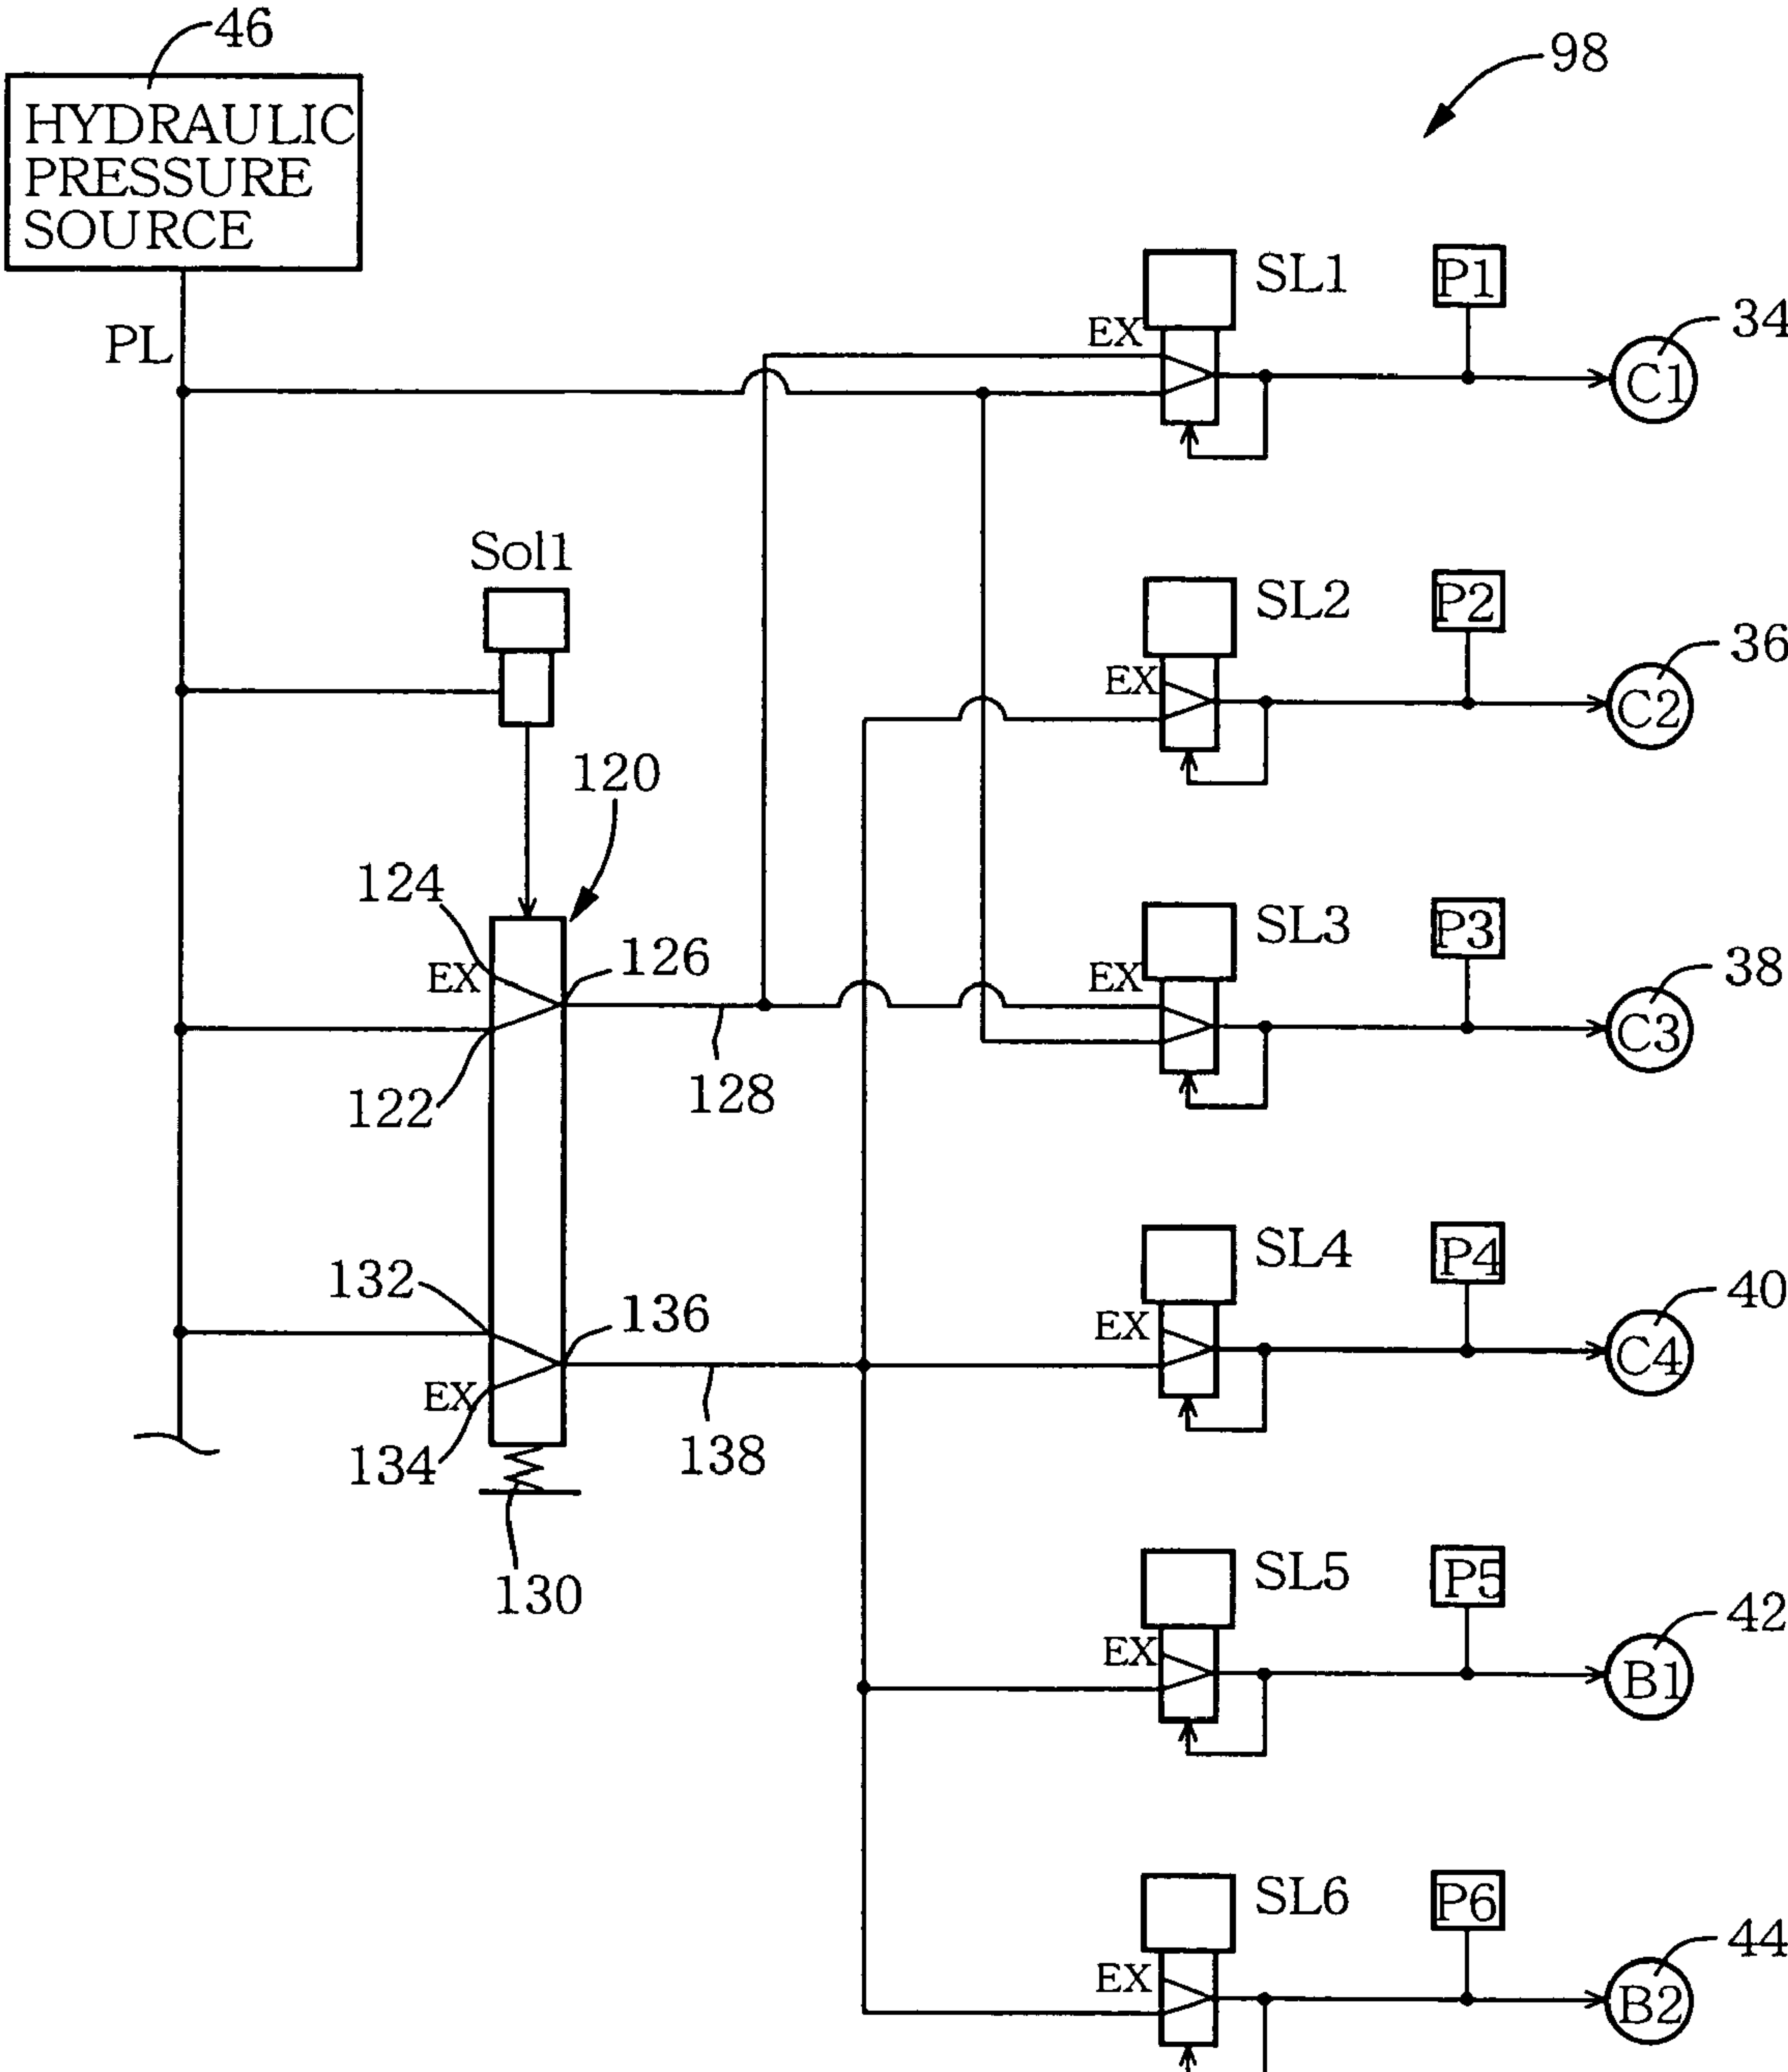 46
98
HYDRAULIC
PRESSURE
SOURCE
PL
SL1
P1
EX
34
C1
Sol1
SL2
P2
EX
36
C2
120
124
EX
126
SL3
P3
EX
38
C3
122
128
132
136
SL4
P4
EX
40
C4
EX
134
138
130
SL5
P5
EX
42
B1
SL6
P6
EX
44
B2